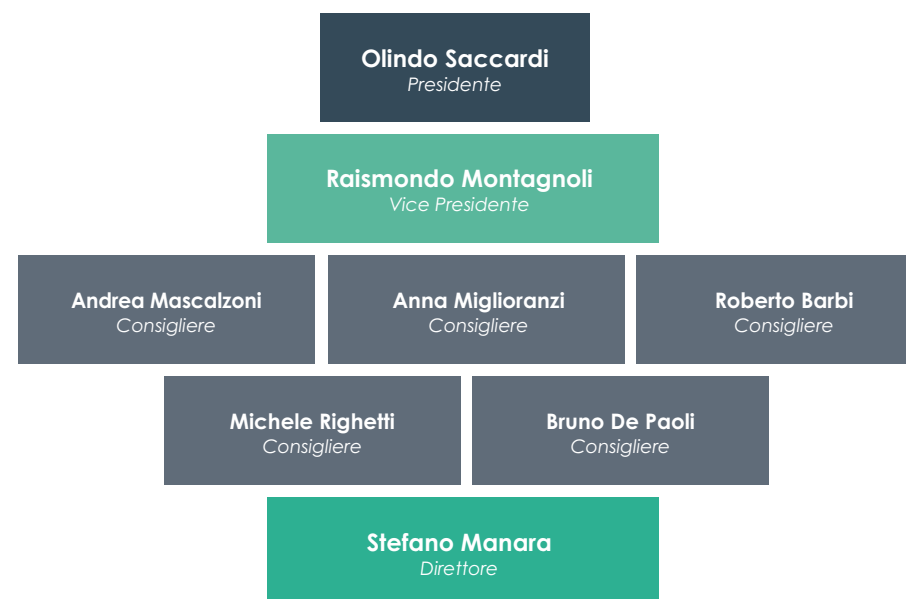 Olindo Saccardi
Presidente
Raismondo Montagnoli
Vice Presidente
Andrea Mascalzoni
Consigliere
Anna Miglioranzi
Consigliere
Roberto Barbi
Consigliere
Michele Righetti
Consigliere
Bruno De Paoli
Consigliere
Stefano Manara
Direttore